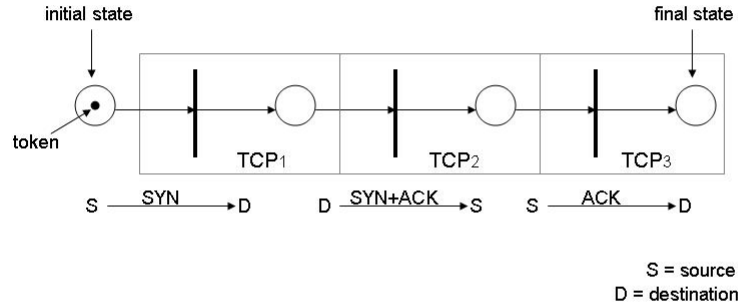 initial state
final state
token
TCP1
TCP2
TCP3
S SYN D
D SYN+ACK S
S ACK D
S = source
D = destination